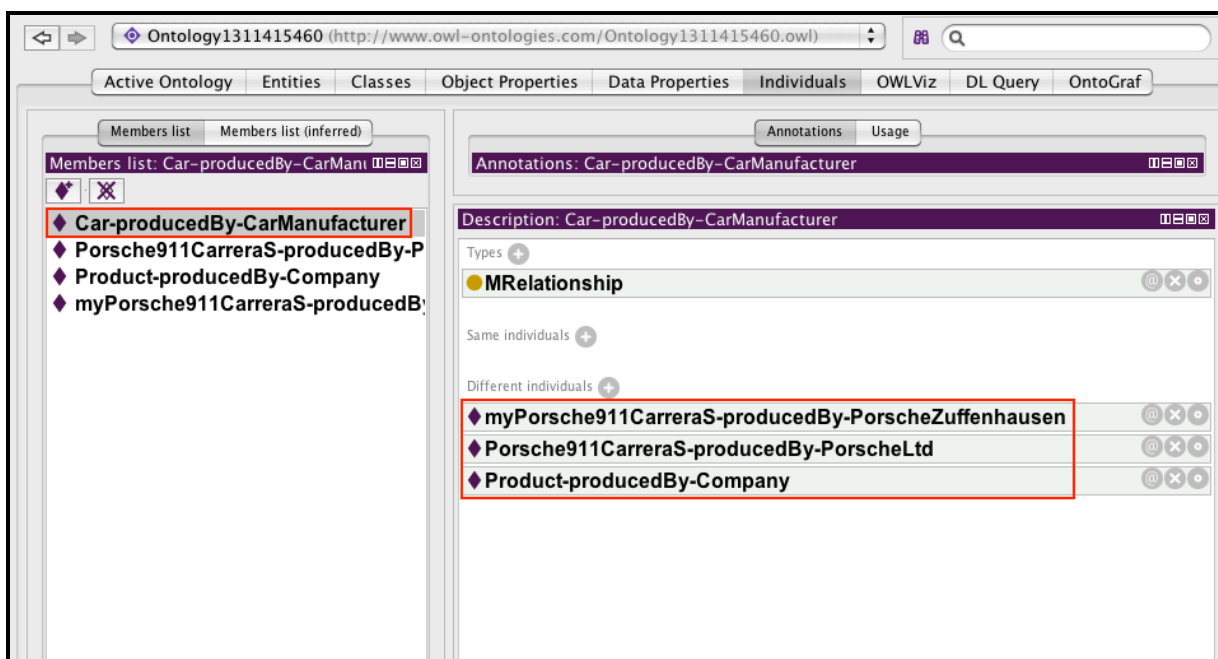 Ontology1311415460 (http://www.owl-ontologies.com/Ontology1311415460.owl)
Active Ontology Entities Classes Object Properties Data Properties Individuals OWLViz DL Query OntoGraf
Members list Members list (inferred)
Members list: Car-producedBy-CarManu
Car-producedBy-CarManufacturer
Porsche911CarreraS-producedBy-P
Product-producedBy-Company
myPorsche911CarreraS-producedBy
Annotations Usage
Annotations: Car-producedBy-CarManufacturer
Description: Car-producedBy-CarManufacturer
Types
MRelationship
Same individuals
Different individuals
myPorsche911CarreraS-producedBy-PorscheZuffenhausen
Porsche911CarreraS-producedBy-PorscheLtd
Product-producedBy-Company